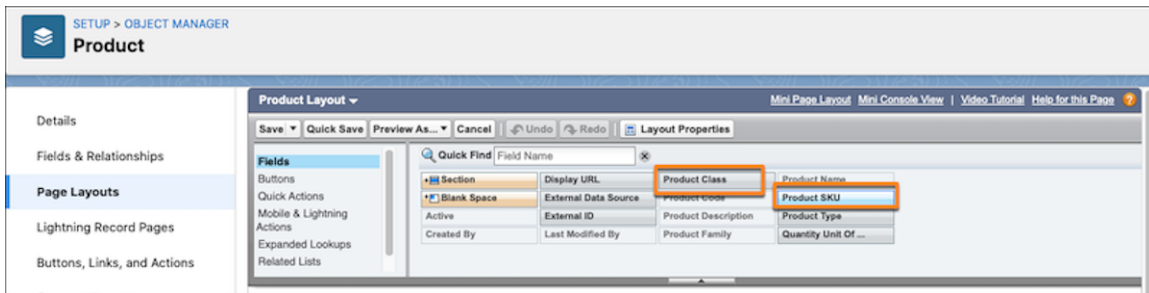 SETUP > OBJECT MANAGER
Product
Details
Fields & Relationships
Page Layouts
Lightning Record Pages
Buttons, Links, and Actions
Product Layout
Mini Page Layout Mini Console View | Video Tutorial Help for this Page ?
Save Quick Save Preview As... Cancel Undo Redo Layout Properties
Fields
Buttons
Quick Actions
Mobile & Lightning
Actions
Expanded Lookups
Related Lists
Quick Find Field Name
Section Display URL Product Class Product Name
Blank Space External Data Source Product Code Product SKU
Active External ID Product Description Product Type
Created By Last Modified By Product Family Quantity Unit Of ...